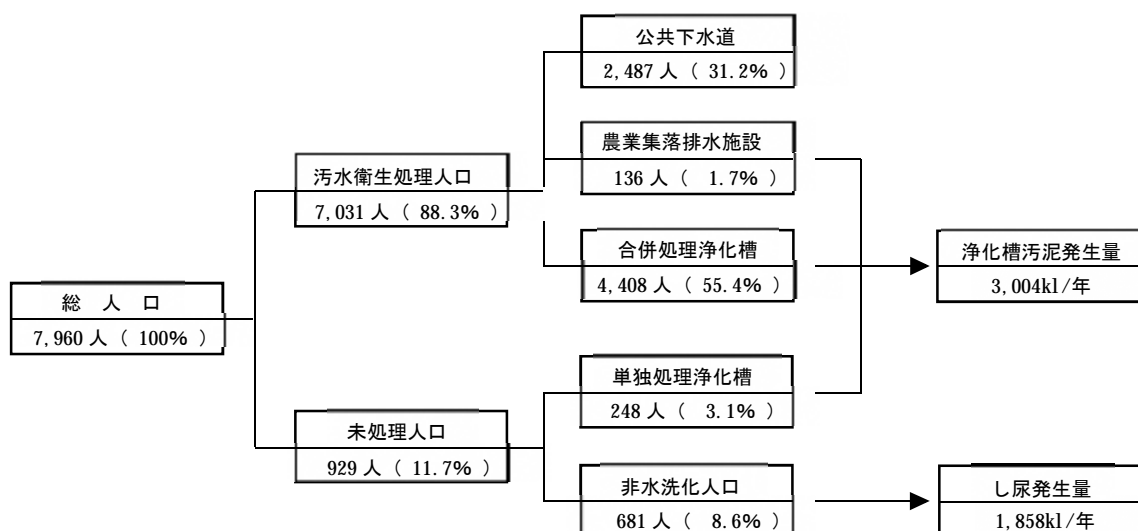 公共下水道
2,487 人 ( 31.2% )
農業集落排水施設
136 人 ( 1.7% )
汚水衛生処理人口
7,031 人 ( 88.3% )
合併処理浄化槽
4,408 人 ( 55.4% )
浄化槽汚泥発生量
3,004kl/年
総 人 口
7,960 人 ( 100% )
単独処理浄化槽
248 人 ( 3.1% )
未処理人口
929 人 ( 11.7% )
非水洗化人口
681 人 ( 8.6% )
し尿発生量
1,858kl/年